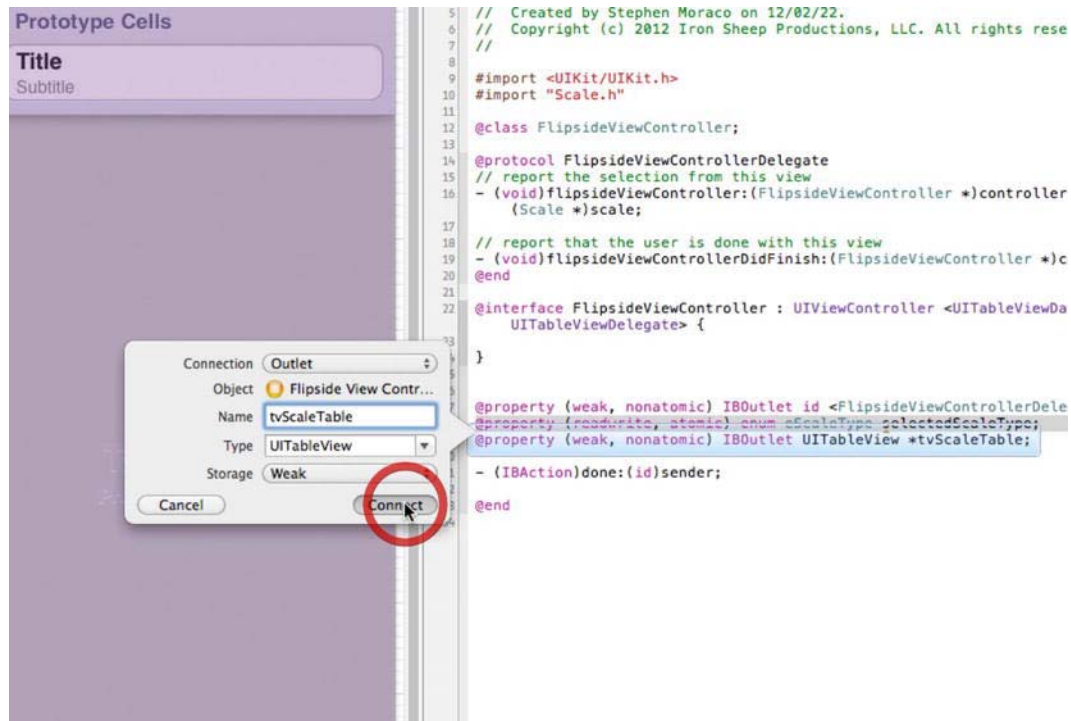 Prototype Cells
Title
Subtitle
5 // Created by Stephen Moraco on 12/02/22.
6 // Copyright (c) 2012 Iron Sheep Productions, LLC. All rights rese
7 //
8
9 #import <UIKit/UIKit.h>
10 #import "Scale.h"
11
12 @class FlipsideViewController;
13
14 @protocol FlipsideViewControllerDelegate
15 // report the selection from this view
16 - (void)flipsideViewController:(FlipsideViewController *)controller
(Scale *)scale;
17
18 // report that the user is done with this view
19 - (void)flipsideViewControllerDidFinish:(FlipsideViewController *)c
20 @end
21
22 @interface FlipsideViewController : UIViewController <UITableViewDa
UITableViewDelegate> {
}
@property (weak, nonatomic) IBOutlet id <FlipsideViewControllerDele
@property (readwrite, atomic) enum eScaleType selectedScaleType;
@property (weak, nonatomic) IBOutlet UITableView *tvScaleTable;
- (IBAction)done:(id)sender;
@end
Connection Outlet
Object Flipside View Contr...
Name tvScaleTable
Type UITableView
Storage Weak
Cancel Connect